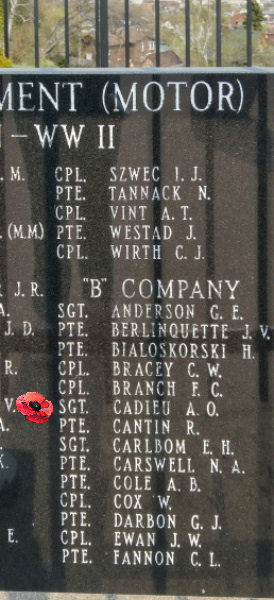 MENT (MOTOR)
– WW II
. M. CPL. SZWEC I. J.
PTE. TANNACK N.
CPL. VINT A. T.
(M.M.) PTE. WESTAD J.
CPL. WIRTH C. J.
J. R. "B" COMPANY
A. SGT. ANDERSON G. E.
J. D. PTE. BERLINQUETTE J. V.
PTE. BIALOSKORSKI H.
R. CPL. BRACEY C. W.
CPL. BRANCH F. C.
V. SGT. CADIEU A. O.
A. PTE. CANTIN R.
SGT. CARLBOM E. H.
K. PTE. CARSWELL N. A.
PTE. COLE A. B.
CPL. COX W.
PTE. DARBON G. J.
E. CPL. EWAN J. W.
PTE. FANNON C. L.